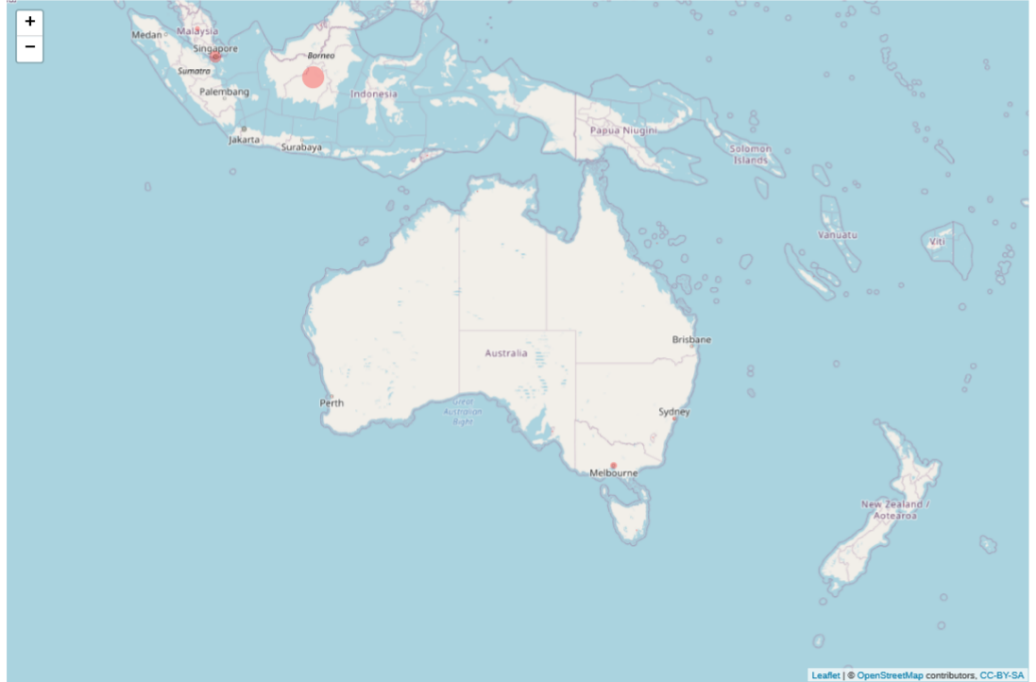 +
−
Medan
Malaysia
Singapore
Borneo
Sumatra
Palembang
Indonesia
Jakarta
Surabaya
Papua Niugini
Solomon
Islands
Vanuatu
Viti
Brisbane
Australia
Perth
Great
Australian
Bight
Sydney
Melbourne
New Zealand /
Aotearoa
Leaflet | © OpenStreetMap contributors, CC-BY-SA